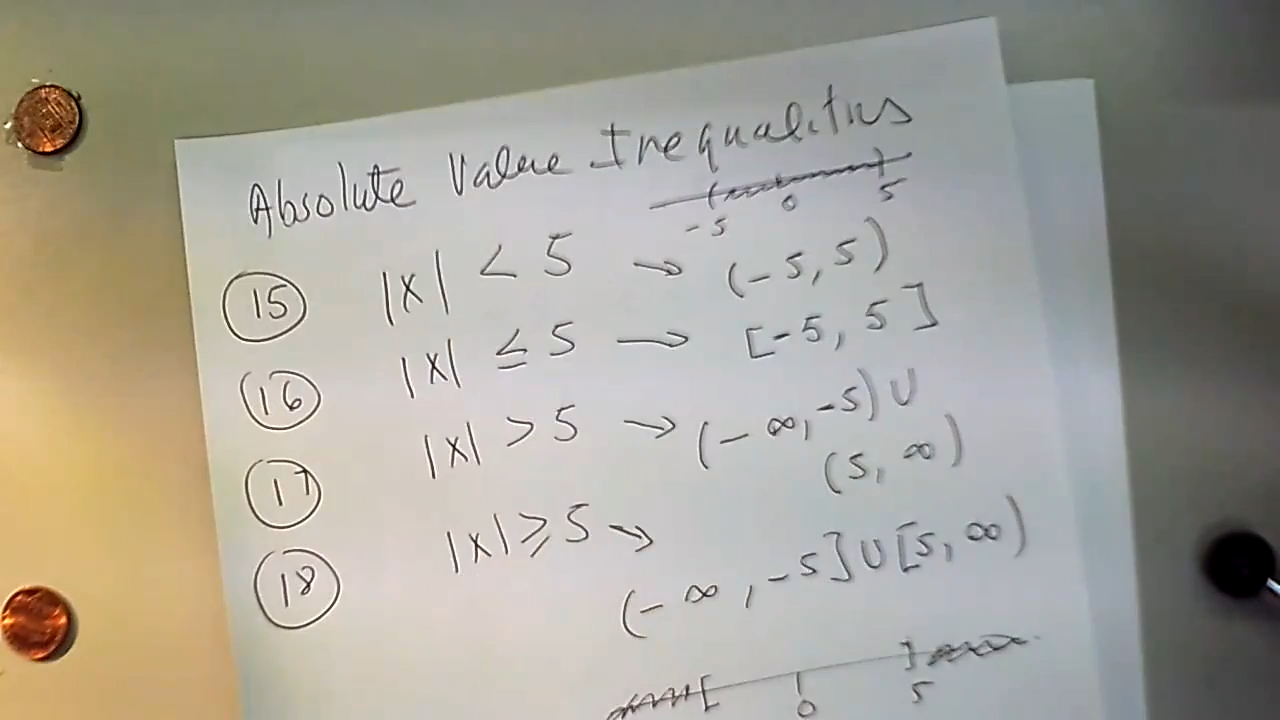 Absolute Value Inequalities
( )
-5 0 5
15 |x| < 5 → (-5, 5)
16 |x| ≤ 5 → [-5, 5]
17 |x| > 5 → (-∞, -5) ∪
(5, ∞)
18 |x| ≥ 5 →
(-∞, -5] ∪ [5, ∞)
[ ]
0 5